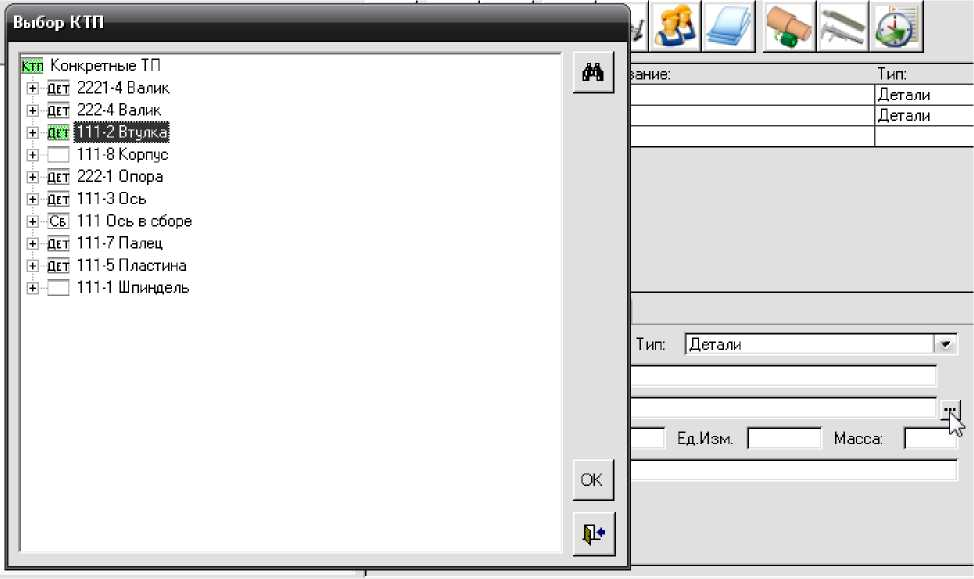 Выбор КТП
КТП Конкретные ТП
ДЕТ 2221-4 Валик
ДЕТ 222-4 Валик
ДЕТ 111-2 Втулка
111-8 Корпус
ДЕТ 222-1 Опора
ДЕТ 111-3 Ось
СБ 111 Ось в сборе
ДЕТ 111-7 Палец
ДЕТ 111-5 Пластина
111-1 Шпиндель
OK
вание:
Тип:
Детали
Детали
Тип: Детали
...
Ед.Изм. Масса: